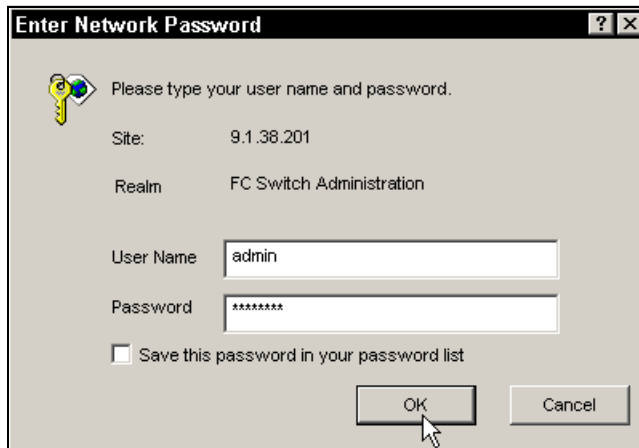 Enter Network Password
? X
Please type your user name and password.
Site: 9.1.38.201
Realm FC Switch Administration
User Name admin
Password ********
Save this password in your password list
OK Cancel